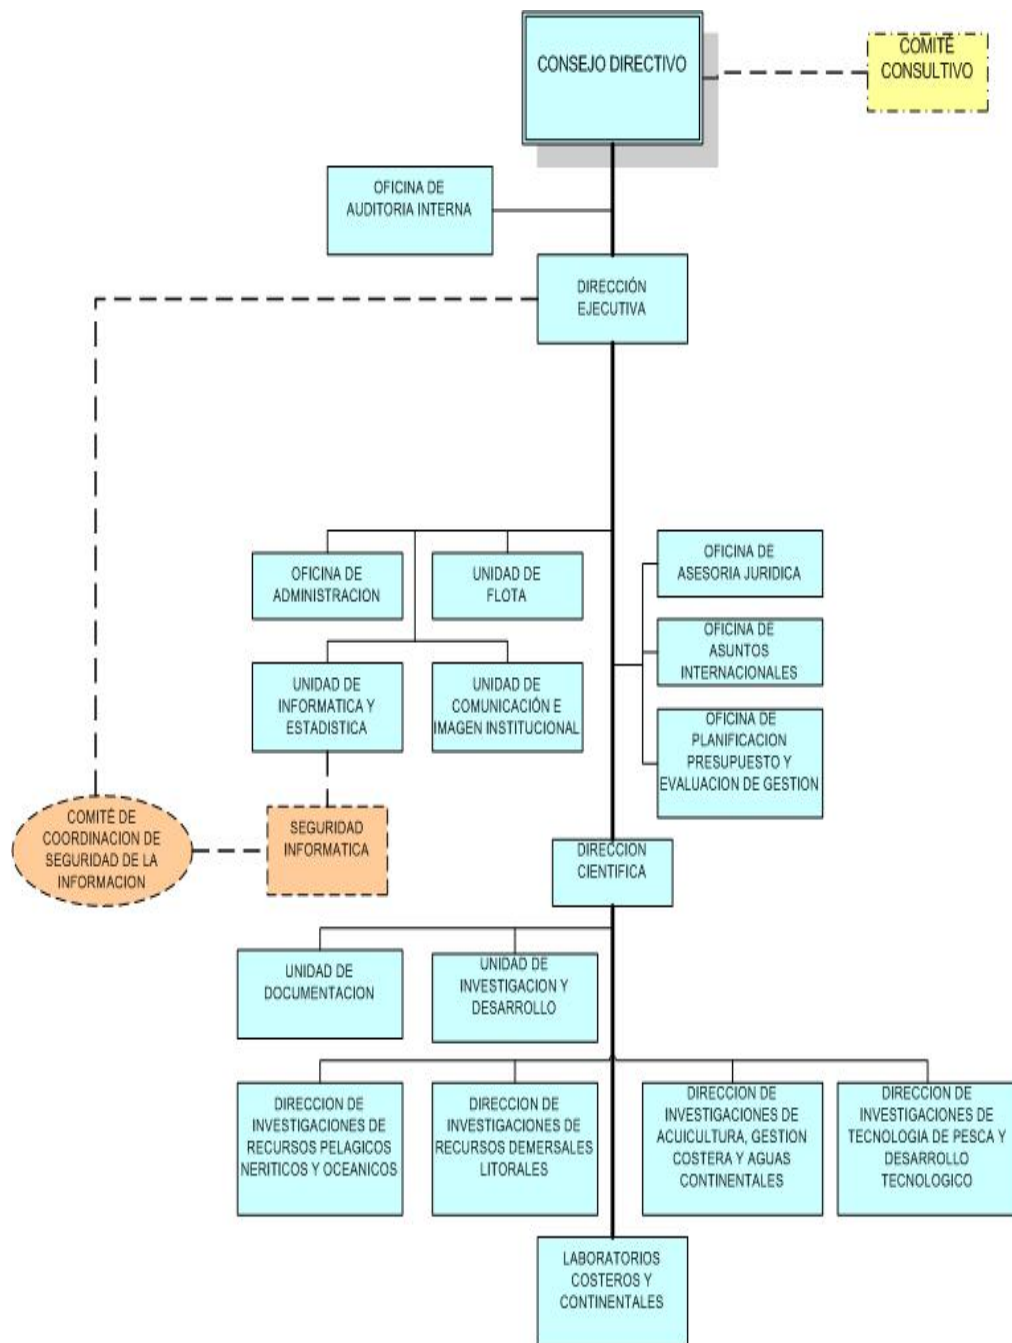 CONSEJO DIRECTIVO
COMITÉ
CONSULTIVO
OFICINA DE
AUDITORIA INTERNA
DIRECCIÓN
EJECUTIVA
OFICINA DE
ADMINISTRACION
UNIDAD DE
FLOTA
OFICINA DE
ASESORIA JURIDICA
OFICINA DE
ASUNTOS
INTERNACIONALES
UNIDAD DE
INFORMATICA Y
ESTADISTICA
UNIDAD DE
COMUNICACIÓN E
IMAGEN INSTITUCIONAL
OFICINA DE
PLANIFICACION
PRESUPUESTO Y
EVALUACION DE GESTION
COMITÉ DE
COORDINACION DE
SEGURIDAD DE LA
INFORMACION
SEGURIDAD
INFORMATICA
DIRECCION
CIENTIFICA
UNIDAD DE
DOCUMENTACION
UNIDAD DE
INVESTIGACION Y
DESARROLLO
DIRECCION DE
INVESTIGACIONES DE
RECURSOS PELAGICOS
NERITICOS Y OCEANICOS
DIRECCION DE
INVESTIGACIONES DE
RECURSOS DEMERSALES
LITORALES
DIRECCION DE
INVESTIGACIONES DE
ACUICULTURA, GESTION
COSTERA Y AGUAS
CONTINENTALES
DIRECCION DE
INVESTIGACIONES DE
TECNOLOGIA DE PESCA Y
DESARROLLO
TECNOLOGICO
LABORATORIOS
COSTEROS Y
CONTINENTALES